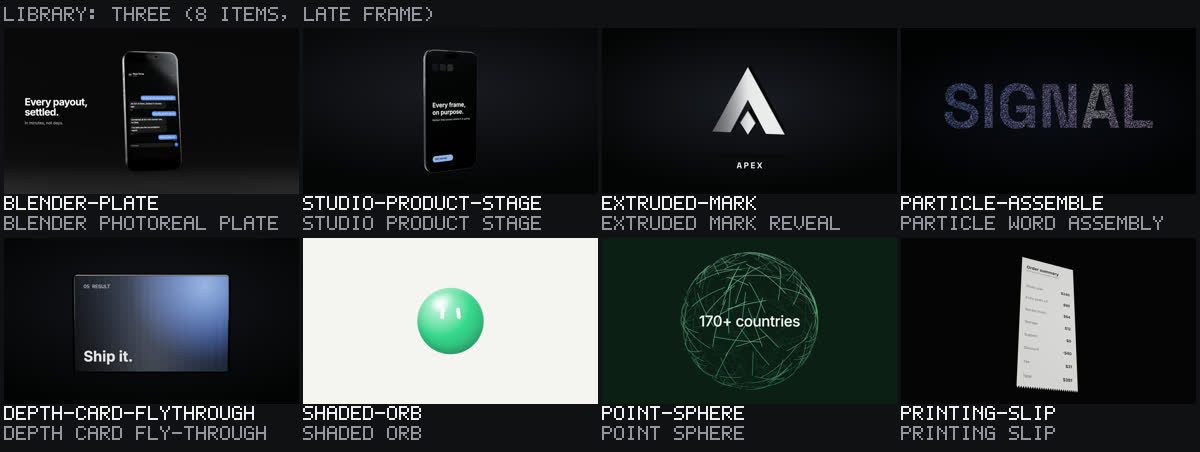 LIBRARY: THREE (8 ITEMS, LATE FRAME)
Every payout,
settled.
In minutes, not days.
Every frame,
on purpose.
APEX
SIGNAL
BLENDER-PLATE
BLENDER PHOTOREAL PLATE
STUDIO-PRODUCT-STAGE
STUDIO PRODUCT STAGE
EXTRUDED-MARK
EXTRUDED MARK REVEAL
PARTICLE-ASSEMBLE
PARTICLE WORD ASSEMBLY
05 RESULT
Ship it.
170+ countries
Order summary
$12
$21
DEPTH-CARD-FLYTHROUGH
DEPTH CARD FLY-THROUGH
SHADED-ORB
SHADED ORB
POINT-SPHERE
POINT SPHERE
PRINTING-SLIP
PRINTING SLIP